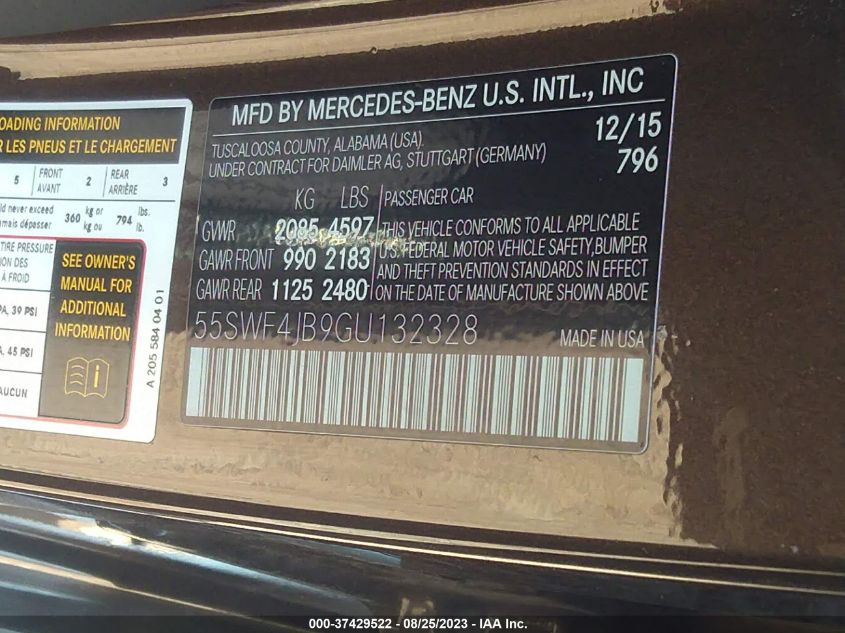 OADING INFORMATION
R LES PNEUS ET LE CHARGEMENT
5 FRONT AVANT 2 REAR ARRIÈRE 3
ld never exceed
amais dépasser 360 kg or kg ou 794 lbs. lb.
TIRE PRESSURE
ION DES
À FROID
PA, 39 PSI
A, 45 PSI
AUCUN
SEE OWNER'S
MANUAL FOR
ADDITIONAL
INFORMATION
A 205 584 04 01
MFD BY MERCEDES-BENZ U.S. INTL., INC
TUSCALOOSA COUNTY, ALABAMA (USA).
UNDER CONTRACT FOR DAIMLER AG, STUTTGART (GERMANY)
12/15
796
KG LBS
GVWR 2085 4597
GAWR FRONT 990 2183
GAWR REAR 1125 2480
PASSENGER CAR
THIS VEHICLE CONFORMS TO ALL APPLICABLE
U.S. FEDERAL MOTOR VEHICLE SAFETY, BUMPER
AND THEFT PREVENTION STANDARDS IN EFFECT
ON THE DATE OF MANUFACTURE SHOWN ABOVE
55SWF4JB9GU132328
MADE IN USA
000-37429522 - 08/25/2023 - IAA Inc.